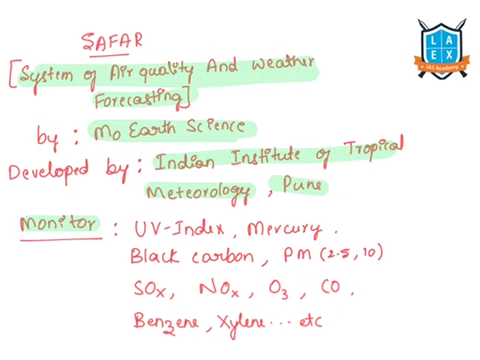 SAFAR
[System of Air quality And Weather
Forecasting]
by : Mo Earth Science
Developed by : Indian Institute of Tropical
Meteorology, Pune
Monitor : UV-Index, Mercury.
Black carbon, PM (2.5, 10)
SOx, NOx, O3, CO,
Benzene, Xylene... etc
L A
E X
IAS Academy